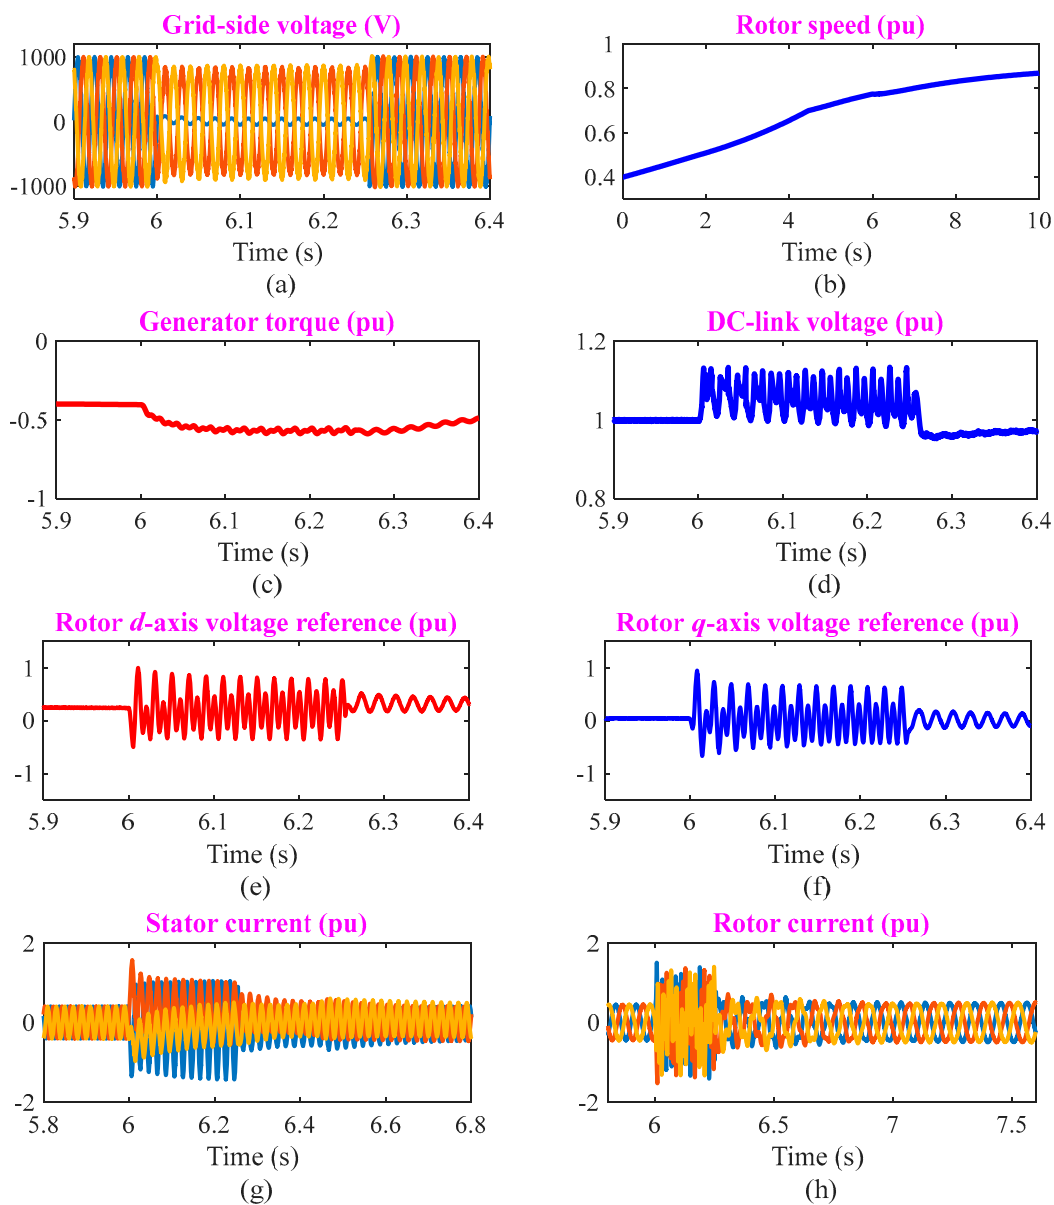 Grid-side voltage (V)
1000
0
-1000
5.9 6 6.1 6.2 6.3 6.4
Time (s)
(a)
Rotor speed (pu)
1
0.8
0.6
0.4
0 2 4 6 8 10
Time (s)
(b)
Generator torque (pu)
0
-0.5
-1
5.9 6 6.1 6.2 6.3 6.4
Time (s)
(c)
DC-link voltage (pu)
1.2
1
0.8
5.9 6 6.1 6.2 6.3 6.4
Time (s)
(d)
Rotor d-axis voltage reference (pu)
1
0
-1
5.9 6 6.1 6.2 6.3 6.4
Time (s)
(e)
Rotor q-axis voltage reference (pu)
1
0
-1
5.9 6 6.1 6.2 6.3 6.4
Time (s)
(f)
Stator current (pu)
2
0
-2
5.8 6 6.2 6.4 6.6 6.8
Time (s)
(g)
Rotor current (pu)
2
0
-2
6 6.5 7 7.5
Time (s)
(h)